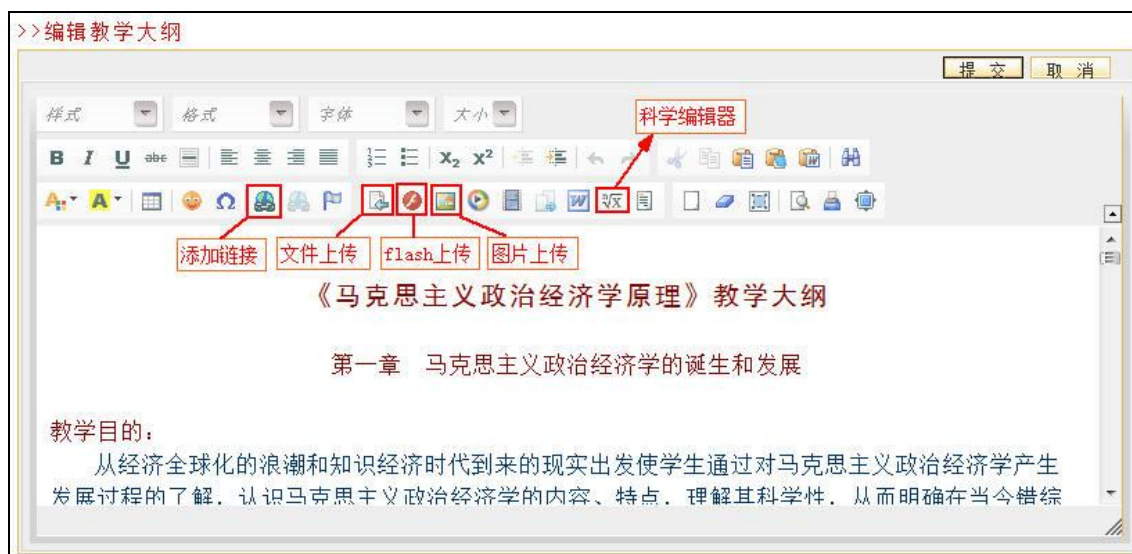 >>编辑教学大纲
提 交 取 消
样式 格式 字体 大小
科学编辑器
添加链接 文件上传 flash上传 图片上传
《马克思主义政治经济学原理》教学大纲
第一章 马克思主义政治经济学的诞生和发展
教学目的：
从经济全球化的浪潮和知识经济时代到来的现实出发使学生通过对马克思主义政治经济学产生
发展过程的了解，认识马克思主义政治经济学的内容、特点，理解其科学性，从而明确在当今错综